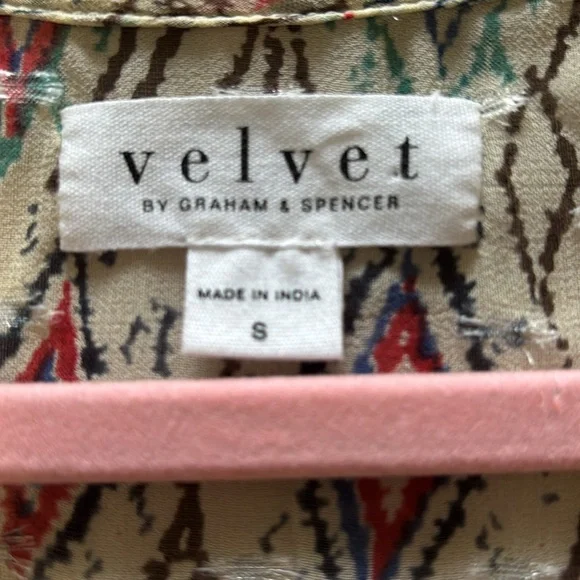 velvet
BY GRAHAM & SPENCER
MADE IN INDIA
S